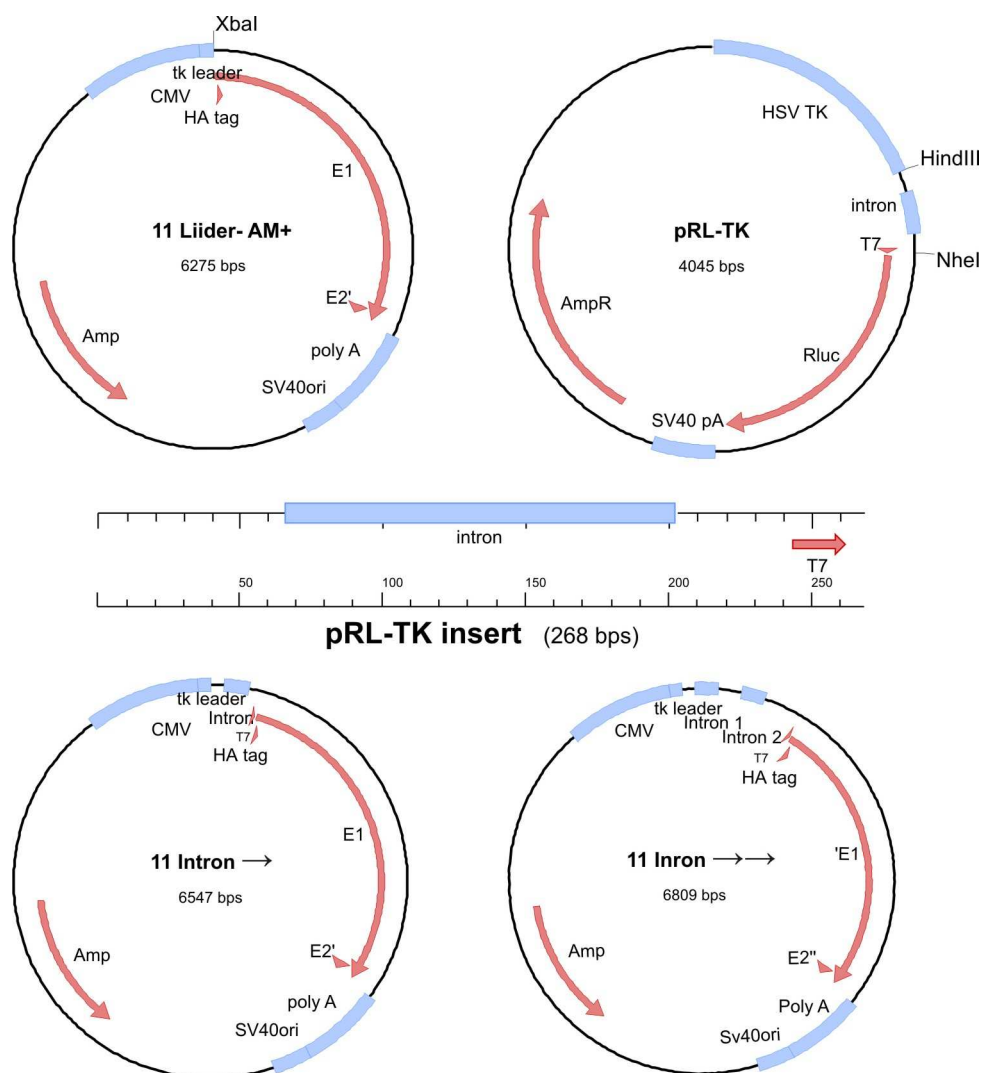 XbaI
tk leader
CMV
HA tag
E1
11 Liider- AM+
6275 bps
E2'
Amp
poly A
SV40ori
HSV TK
HindIII
intron
pRL-TK
4045 bps
T7
NheI
AmpR
Rluc
SV40 pA
intron
T7
50 100 150 200 250
pRL-TK insert (268 bps)
tk leader
CMV
Intron
T7
HA tag
E1
11 Intron →
6547 bps
E2'
Amp
poly A
SV40ori
tk leader
CMV
Intron 1
Intron 2
T7
HA tag
'E1
11 Inron →→
6809 bps
E2"
Amp
Poly A
Sv40ori